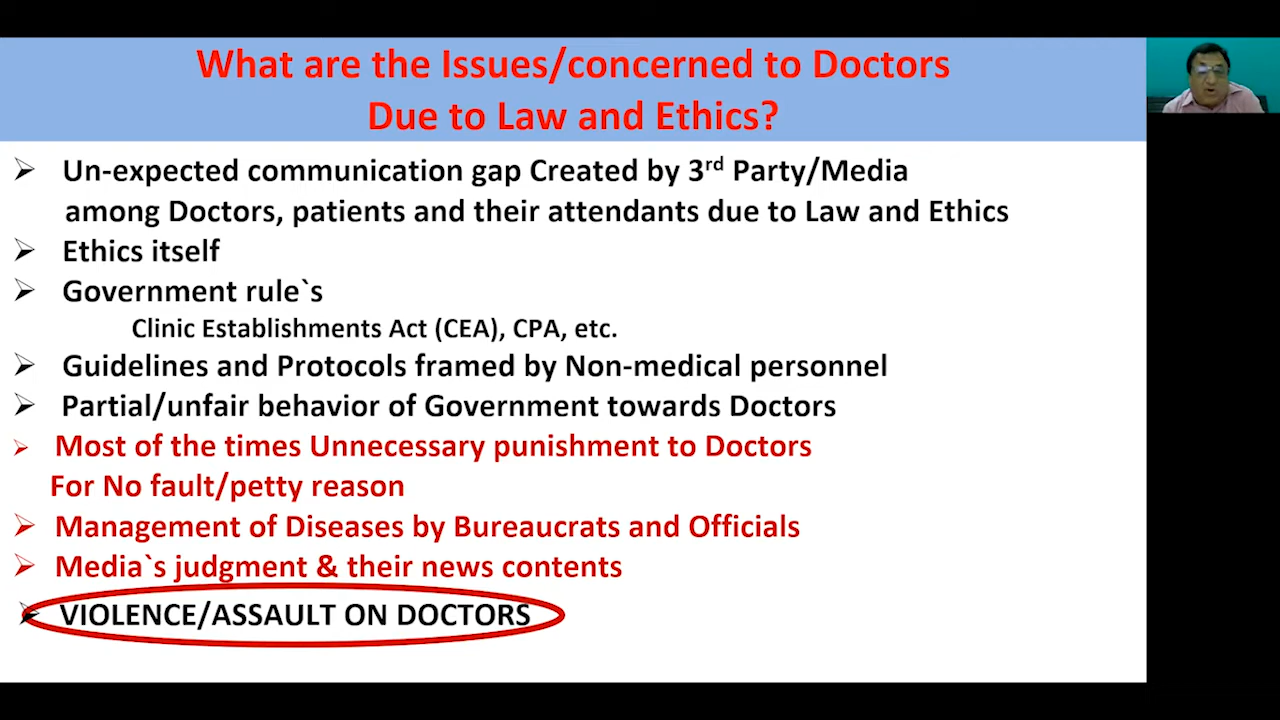 What are the Issues/concerned to Doctors
Due to Law and Ethics?
➢ Un-expected communication gap Created by 3rd Party/Media
among Doctors, patients and their attendants due to Law and Ethics
➢ Ethics itself
➢ Government rule`s
Clinic Establishments Act (CEA), CPA, etc.
➢ Guidelines and Protocols framed by Non-medical personnel
➢ Partial/unfair behavior of Government towards Doctors
➢ Most of the times Unnecessary punishment to Doctors
For No fault/petty reason
➢ Management of Diseases by Bureaucrats and Officials
➢ Media`s judgment & their news contents
➢ VIOLENCE/ASSAULT ON DOCTORS